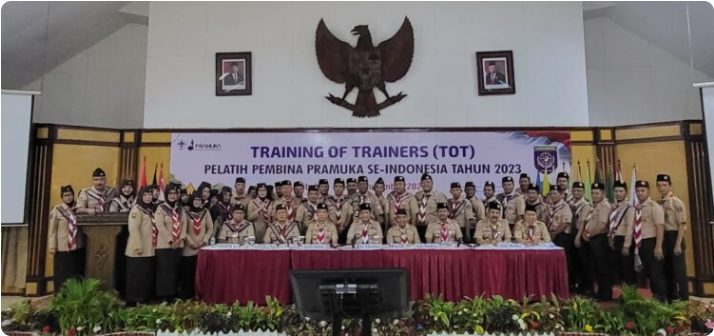 PRAMUKA
TRAINING OF TRAINERS (TOT)
PELATIH PEMBINA PRAMUKA SE-INDONESIA TAHUN 2023